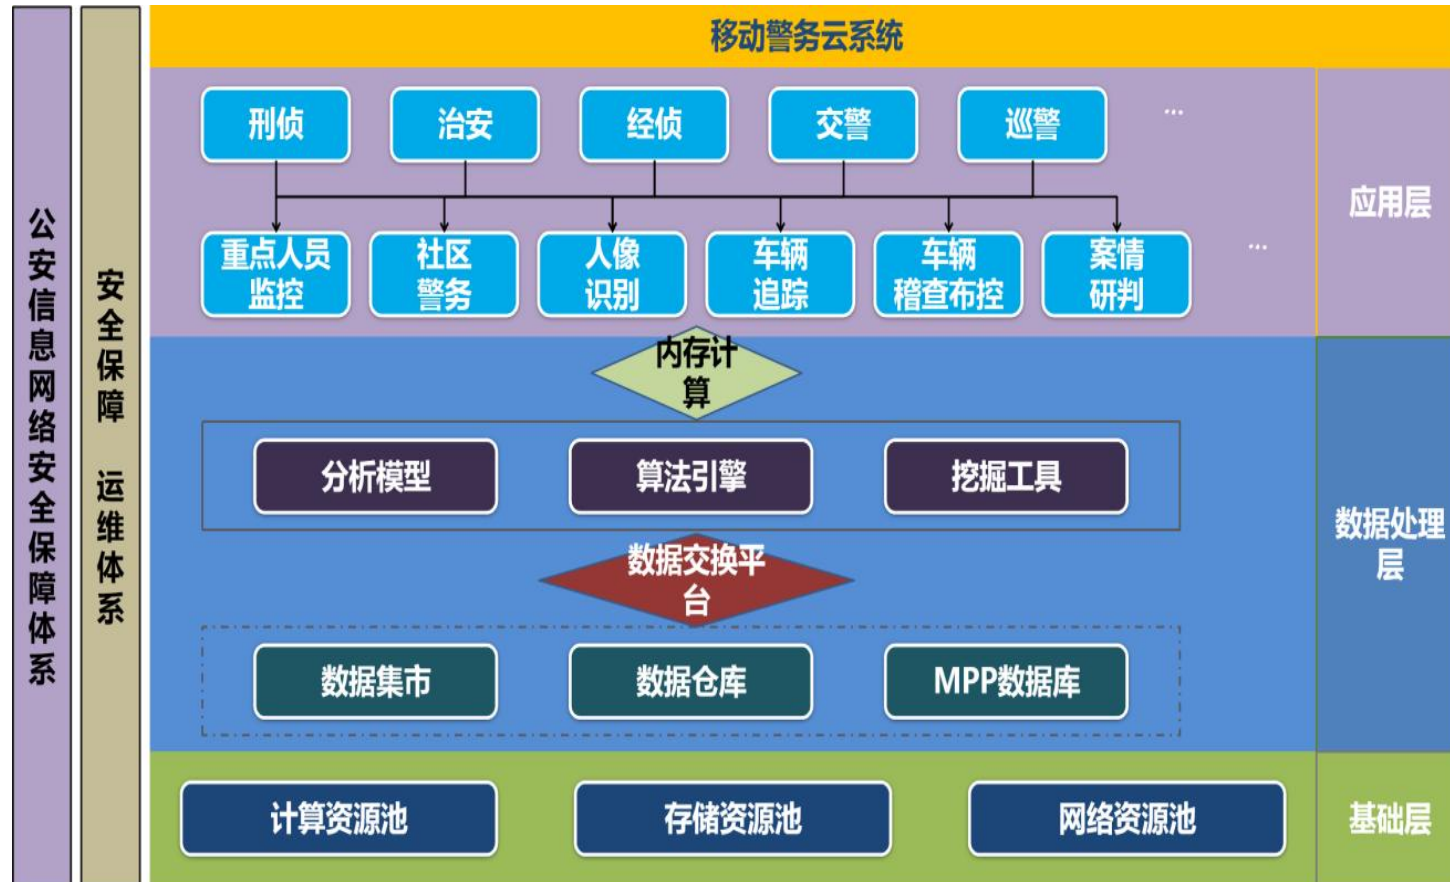 公安信息网络安全保障体系
安全保障 运维体系
移动警务云系统
刑侦
治安
经侦
交警
巡警
...
重点人员
监控
社区
警务
人像
识别
车辆
追踪
车辆
稽查布控
案情
研判
...
应用层
内存计
算
分析模型
算法引擎
挖掘工具
数据交换平
台
数据集市
数据仓库
MPP数据库
数据处理
层
计算资源池
存储资源池
网络资源池
基础层